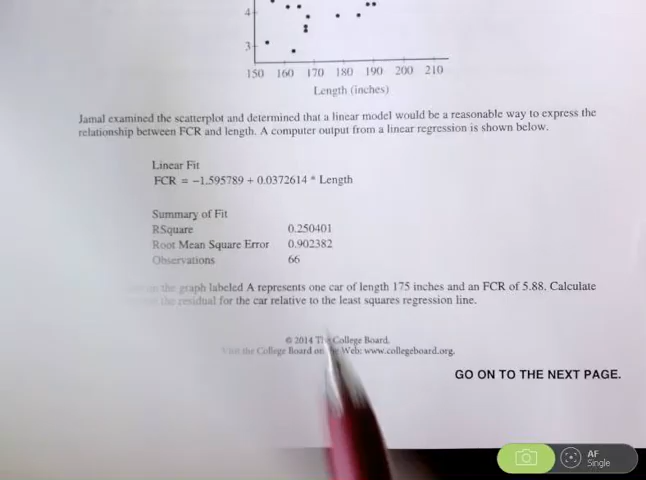 4
3
150 160 170 180 190 200 210
Length (inches)
Jamal examined the scatterplot and determined that a linear model would be a reasonable way to express the
relationship between FCR and length. A computer output from a linear regression is shown below.
Linear Fit
FCR = −1.595789 + 0.0372614 * Length
Summary of Fit
RSquare 0.250401
Root Mean Square Error 0.902382
Observations 66
on the graph labeled A represents one car of length 175 inches and an FCR of 5.88. Calculate
the residual for the car relative to the least squares regression line.
© 2014 The College Board.
Visit the College Board on the Web: www.collegeboard.org.
GO ON TO THE NEXT PAGE.
AF
Single